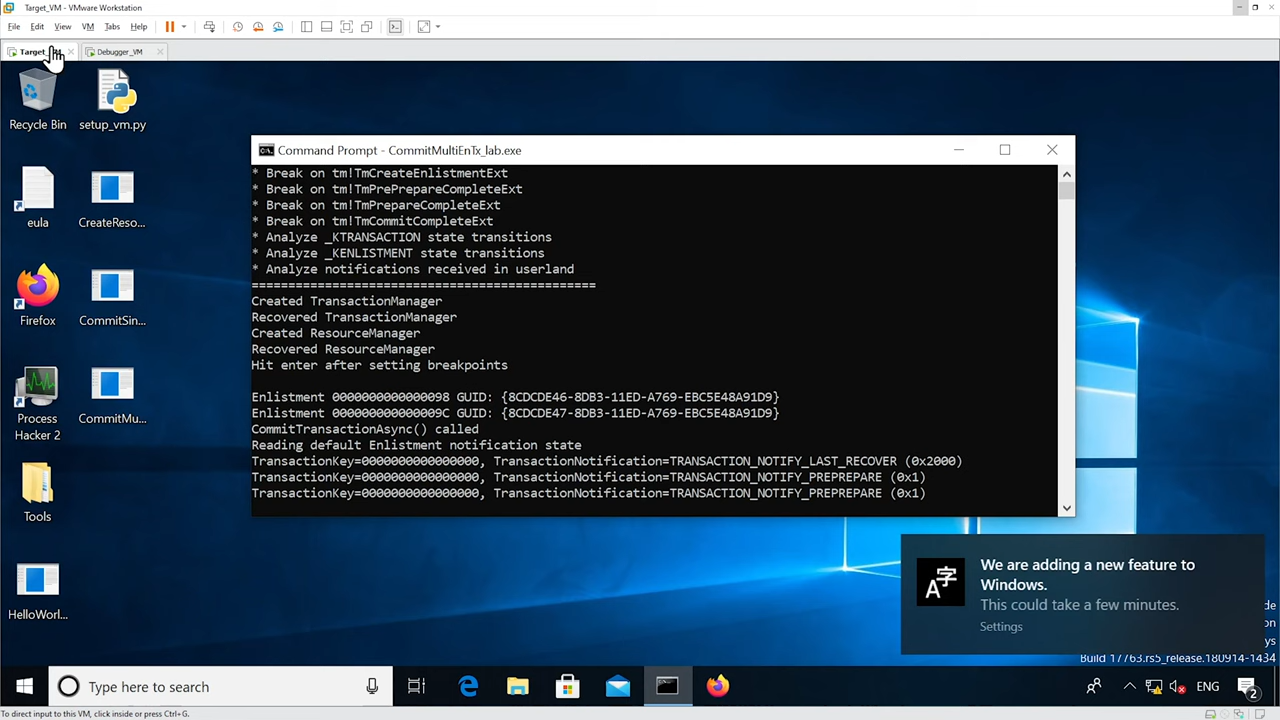 Target_VM - VMware Workstation
File Edit View VM Tabs Help
Target_VM Debugger_VM
Recycle Bin
setup_vm.py
eula
CreateReso...
Firefox
CommitSin...
Process
Hacker 2
CommitMu...
Tools
HelloWorl...
Command Prompt - CommitMultiEnTx_lab.exe
* Break on tm!TmCreateEnlistmentExt
* Break on tm!TmPrePrepareCompleteExt
* Break on tm!TmPrepareCompleteExt
* Break on tm!TmCommitCompleteExt
* Analyze _KTRANSACTION state transitions
* Analyze _KENLISTMENT state transitions
* Analyze notifications received in userland
==============================================
Created TransactionManager
Recovered TransactionManager
Created ResourceManager
Recovered ResourceManager
Hit enter after setting breakpoints
Enlistment 0000000000000098 GUID: {8CDCDE46-8DB3-11ED-A769-EBC5E48A91D9}
Enlistment 000000000000009C GUID: {8CDCDE47-8DB3-11ED-A769-EBC5E48A91D9}
CommitTransactionAsync() called
Reading default Enlistment notification state
TransactionKey=0000000000000000, TransactionNotification=TRANSACTION_NOTIFY_LAST_RECOVER (0x2000)
TransactionKey=0000000000000000, TransactionNotification=TRANSACTION_NOTIFY_PREPREPARE (0x1)
TransactionKey=0000000000000000, TransactionNotification=TRANSACTION_NOTIFY_PREPREPARE (0x1)
A字
We are adding a new feature to
Windows.
This could take a few minutes.
Settings
Build 17763.rs5_release.180914-1434
Type here to search
ENG
2
To direct input to this VM, click inside or press Ctrl+G.